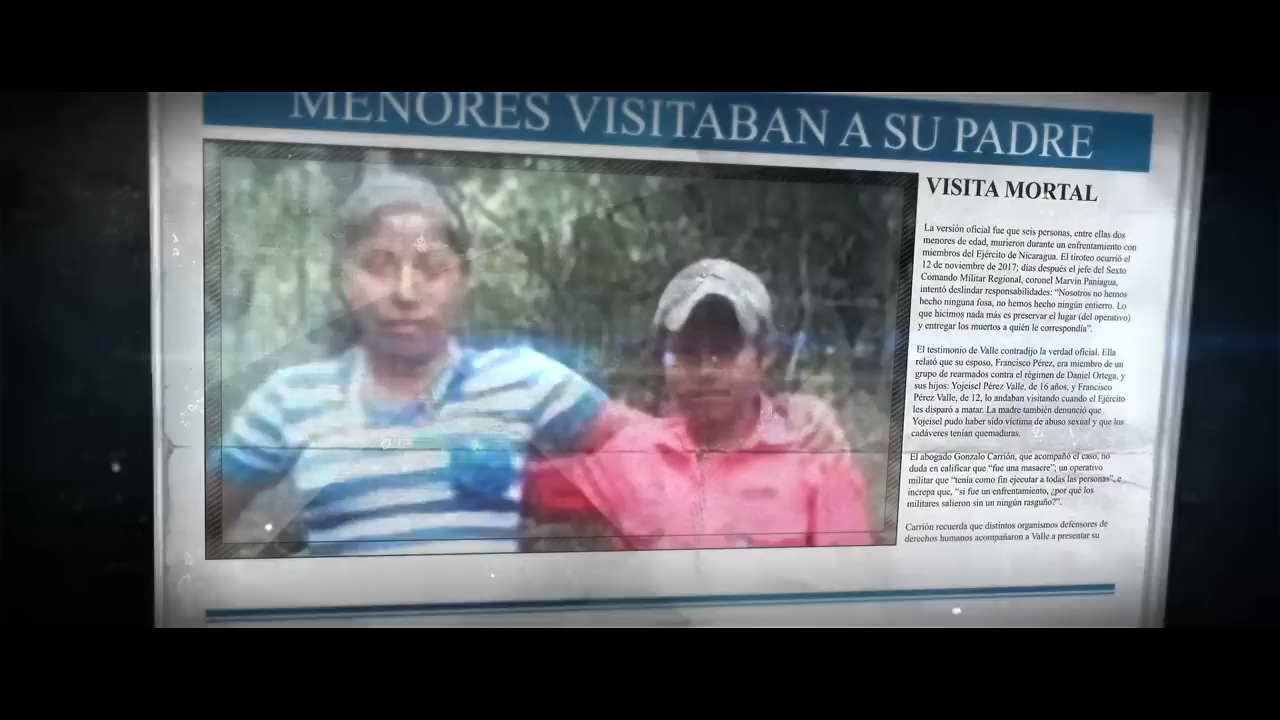 MENORES VISITABAN A SU PADRE
VISITA MORTAL
La versión oficial fue que seis personas, entre ellas dos
menores de edad, murieron durante un enfrentamiento con
miembros del Ejército de Nicaragua. El tiroteo ocurrió el
12 de noviembre de 2017; días después el jefe del Sexto
Comando Militar Regional, coronel Marvin Paniagua,
intentó deslindar responsabilidades: “Nosotros no hemos
hecho ninguna fosa, no hemos hecho ningún entierro. Lo
que hicimos nada más es preservar el lugar (del operativo)
y entregar los muertos a quién le correspondía”.
El testimonio de Valle contradijo la verdad oficial. Ella
relató que su esposo, Francisco Pérez, era miembro de un
grupo de rearmados contra el régimen de Daniel Ortega, y
sus hijos: Yojeisel Pérez Valle, de 16 años, y Francisco
Pérez Valle, de 12, lo andaban visitando cuando el Ejército
les disparó a matar. La madre también denunció que
Yojeisel pudo haber sido víctima de abuso sexual y que los
cadáveres tenían quemaduras.
El abogado Gonzalo Carrión, que acompañó el caso, no
duda en calificar que “fue una masacre”; un operativo
militar que “tenía como fin ejecutar a todas las personas”, e
increpa que, “si fue un enfrentamiento, ¿por qué los
militares salieron sin un ningún rasguño?”.
Carrión recuerda que distintos organismos defensores de
derechos humanos acompañaron a Valle a presentar su